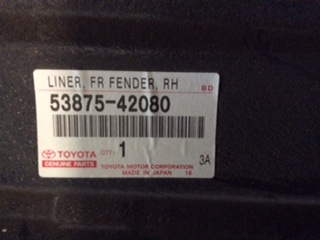 LINER, FR FENDER, RH BD
53875-42080
TOYOTA QTY. 1
GENUINE PARTS
3A
TOYOTA MOTOR CORPORATION
MADE IN JAPAN 16